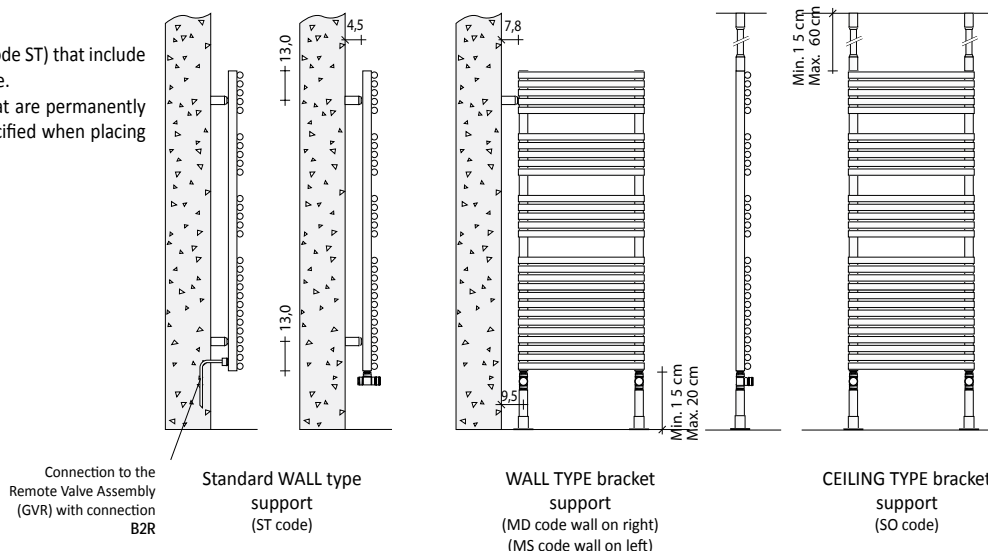 ode ST) that include
e.
at are permanently
cified when placing
13,0
4,5
13,0
7,8
9,5
Min. 1 5 cm
Max. 20 cm
Min. 1 5 cm
Max. 60 cm
Connection to the
Remote Valve Assembly
(GVR) with connection
B2R
Standard WALL type
support
(ST code)
WALL TYPE bracket
support
(MD code wall on right)
(MS code wall on left)
CEILING TYPE bracket
support
(SO code)